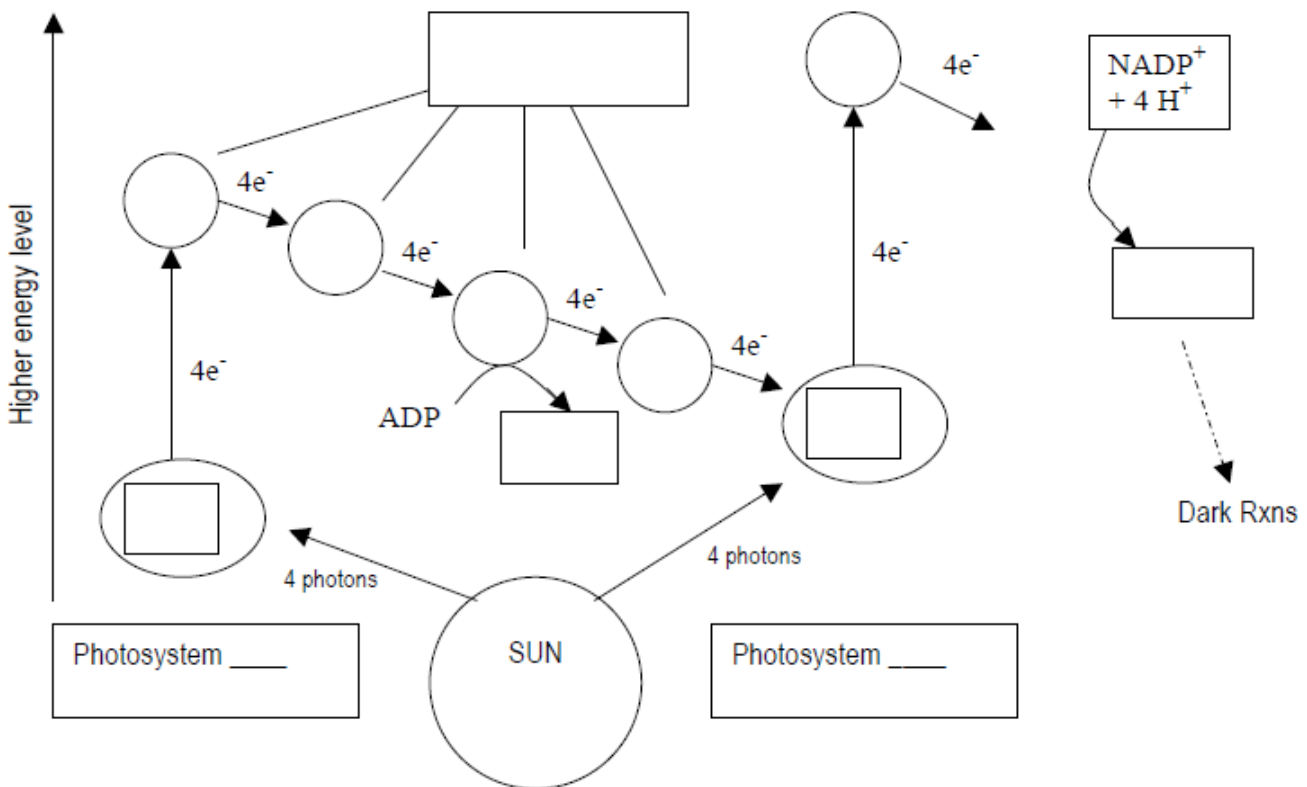 4e⁻
NADP⁺
+ 4 H⁺
4e⁻
4e⁻
4e⁻
4e⁻
4e⁻
4e⁻
ADP
Higher energy level
Dark Rxns
4 photons
4 photons
Photosystem ____
SUN
Photosystem ____